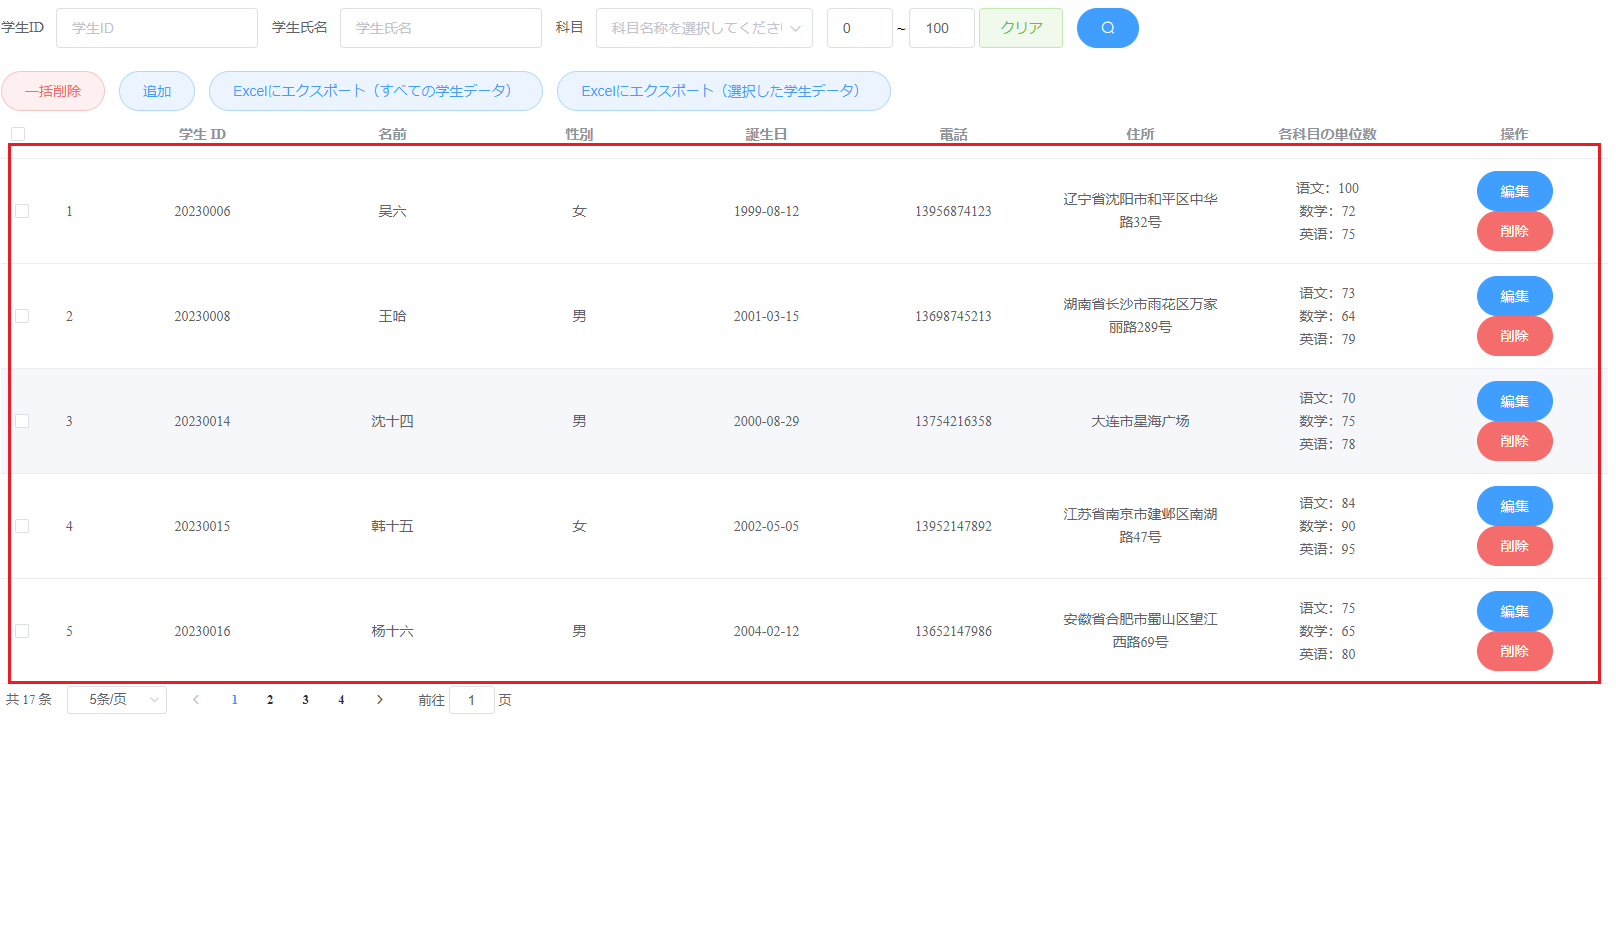 学生ID 学生ID 学生氏名 学生氏名 科目 科目名称を選択してくださ 0 ~ 100 クリア
一括削除 追加 Excelにエクスポート（すべての学生データ） Excelにエクスポート（選択した学生データ）
学生 ID 名前 性別 誕生日 電話 住所 各科目の単位数 操作
1 20230006 吴六 女 1999-08-12 13956874123
辽宁省沈阳市和平区中华
路32号
语文：100
数学：72
英语：75
編集
削除
2 20230008 王哈 男 2001-03-15 13698745213
湖南省长沙市雨花区万家
丽路289号
语文：73
数学：64
英语：79
編集
削除
3 20230014 沈十四 男 2000-08-29 13754216358 大连市星海广场
语文：70
数学：75
英语：78
編集
削除
4 20230015 韩十五 女 2002-05-05 13952147892
江苏省南京市建邺区南湖
路47号
语文：84
数学：90
英语：95
編集
削除
5 20230016 杨十六 男 2004-02-12 13652147986
安徽省合肥市蜀山区望江
西路69号
语文：75
数学：65
英语：80
編集
削除
共 17 条 5条/页 1 2 3 4 前往 1 页